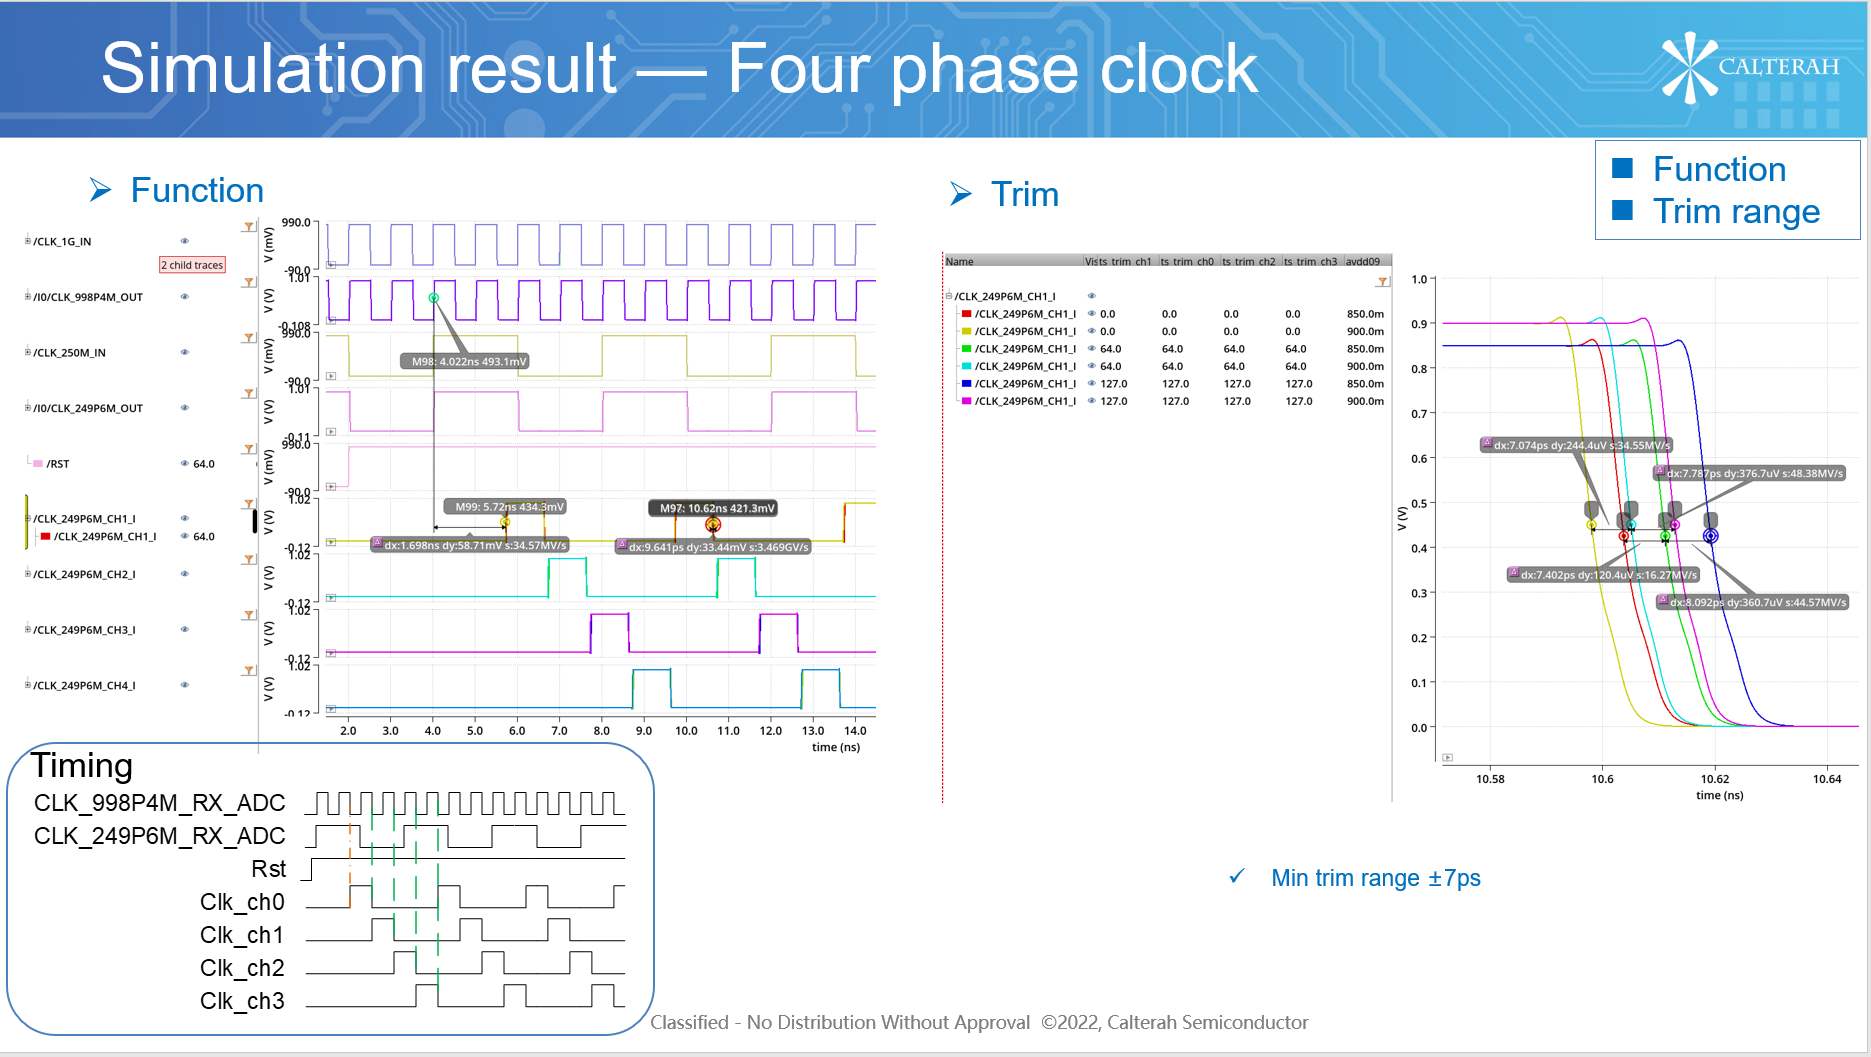 Simulation result — Four phase clock
CALTERAH
Function
Trim range
Function
/CLK_1G_IN
2 child traces
/I0/CLK_998P4M_OUT
/CLK_250M_IN
/I0/CLK_249P6M_OUT
/RST 64.0
/CLK_249P6M_CH1_I
/CLK_249P6M_CH1_I 64.0
/CLK_249P6M_CH2_I
/CLK_249P6M_CH3_I
/CLK_249P6M_CH4_I
990.0
V (mV)
-90.0
1.01
V (V)
-0.108
990.0
V (mV)
-90.0
1.01
V (V)
-0.11
990.0
V (mV)
-90.0
1.02
V (V)
-0.12
1.02
V (V)
-0.12
1.02
V (V)
-0.12
1.02
V (V)
-0.12
M98: 4.022ns 493.1mV
M99: 5.72ns 434.3mV
M97: 10.62ns 421.3mV
dx:1.698ns dy:58.71mV s:34.57MV/s
dx:9.641ps dy:33.44mV s:3.469GV/s
2.0 3.0 4.0 5.0 6.0 7.0 8.0 9.0 10.0 11.0 12.0 13.0 14.0
time (ns)
Trim
Name Vis ts_trim_ch1 ts_trim_ch0 ts_trim_ch2 ts_trim_ch3 avdd09
/CLK_249P6M_CH1_I
/CLK_249P6M_CH1_I 0.0 0.0 0.0 0.0 850.0m
/CLK_249P6M_CH1_I 0.0 0.0 0.0 0.0 900.0m
/CLK_249P6M_CH1_I 64.0 64.0 64.0 64.0 850.0m
/CLK_249P6M_CH1_I 64.0 64.0 64.0 64.0 900.0m
/CLK_249P6M_CH1_I 127.0 127.0 127.0 127.0 850.0m
/CLK_249P6M_CH1_I 127.0 127.0 127.0 127.0 900.0m
1.0
0.9
0.8
0.7
0.6
0.5
0.4
0.3
0.2
0.1
0.0
V (V)
dx:7.074ps dy:244.4uV s:34.55MV/s
dx:7.787ps dy:376.7uV s:48.38MV/s
dx:7.402ps dy:120.4uV s:16.27MV/s
dx:8.092ps dy:360.7uV s:44.57MV/s
10.58 10.6 10.62 10.64
time (ns)
Min trim range ±7ps
Timing
CLK_998P4M_RX_ADC
CLK_249P6M_RX_ADC
Rst
Clk_ch0
Clk_ch1
Clk_ch2
Clk_ch3
Classified - No Distribution Without Approval ©2022, Calterah Semiconductor